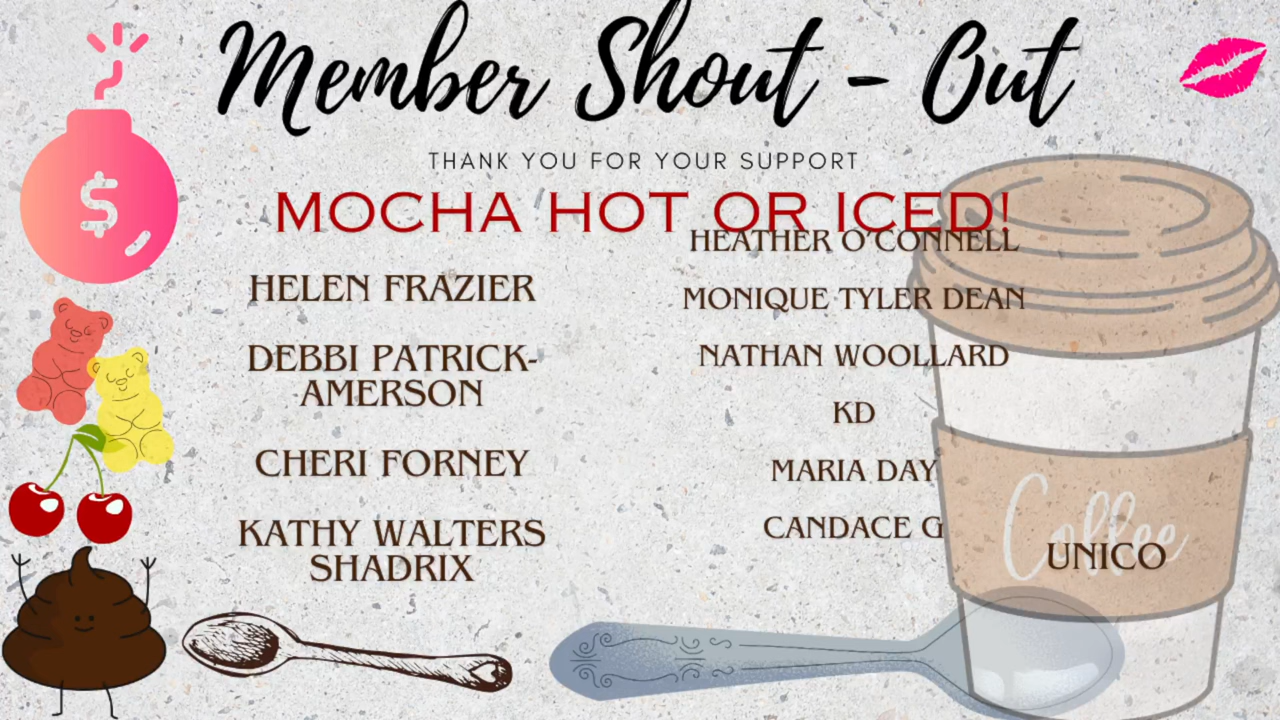 Member Shout - Out
THANK YOU FOR YOUR SUPPORT
MOCHA HOT OR ICED!
HELEN FRAZIER
DEBBI PATRICK-
AMERSON
CHERI FORNEY
KATHY WALTERS
SHADRIX
HEATHER O'CONNELL
MONIQUE TYLER DEAN
NATHAN WOOLLARD
KD
MARIA DAY
CANDACE G
Coffee
UNICO
$